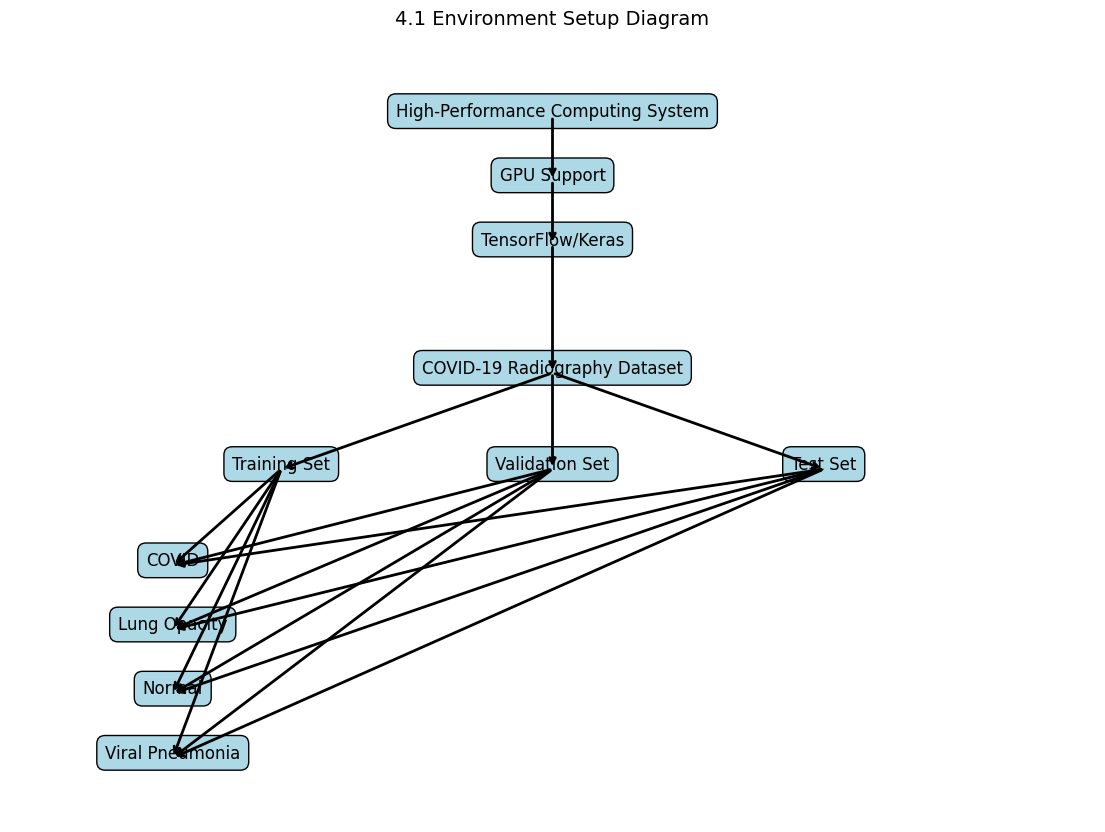 4.1 Environment Setup Diagram
High-Performance Computing System
GPU Support
TensorFlow/Keras
COVID-19 Radiography Dataset
Training Set
Validation Set
Test Set
COVID
Lung Opacity
Normal
Viral Pneumonia